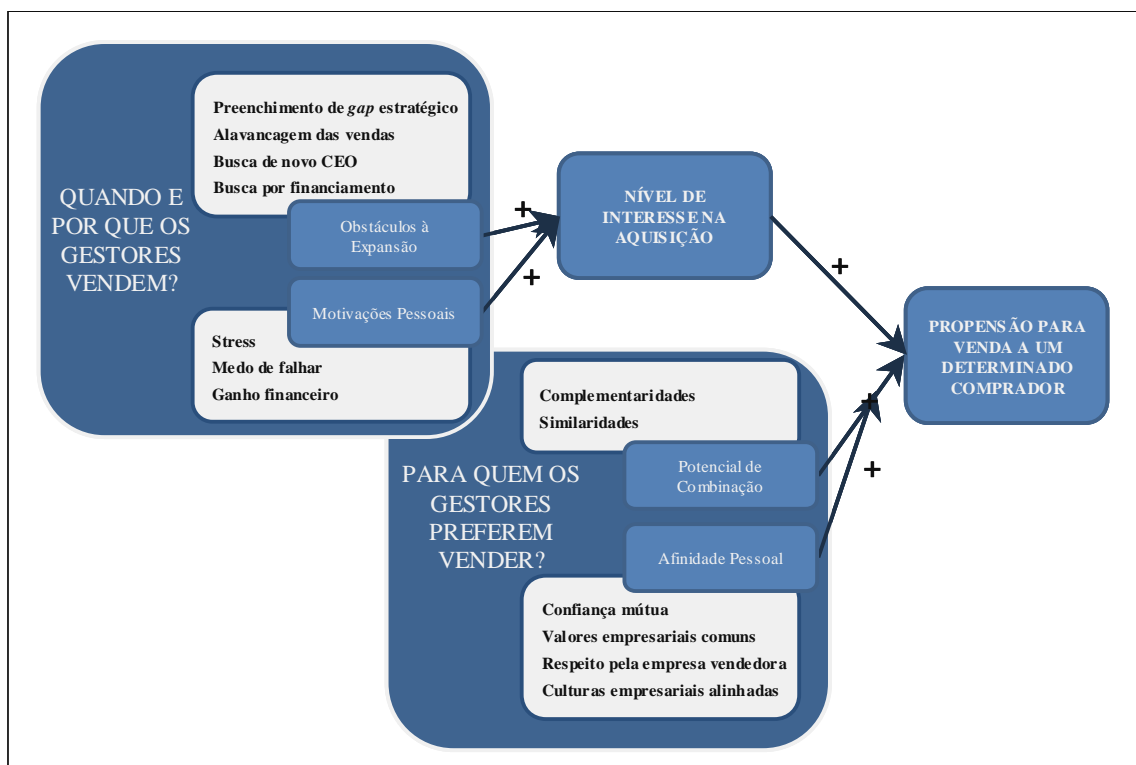 QUANDO E
POR QUE OS
GESTORES
VENDEM?
Preenchimento de gap estratégico
Alavancagem das vendas
Busca de novo CEO
Busca por financiamento
Obstáculos à
Expansão
Motivações Pessoais
Stress
Medo de falhar
Ganho financeiro
+
+
NÍVEL DE
INTERESSE NA
AQUISIÇÃO
+
PROPENSÃO PARA
VENDA A UM
DETERMINADO
COMPRADOR
PARA QUEM OS
GESTORES
PREFEREM
VENDER?
Complementaridades
Similaridades
Potencial de
Combinação
Afinidade Pessoal
Confiança mútua
Valores empresariais comuns
Respeito pela empresa vendedora
Culturas empresariais alinhadas
+
+